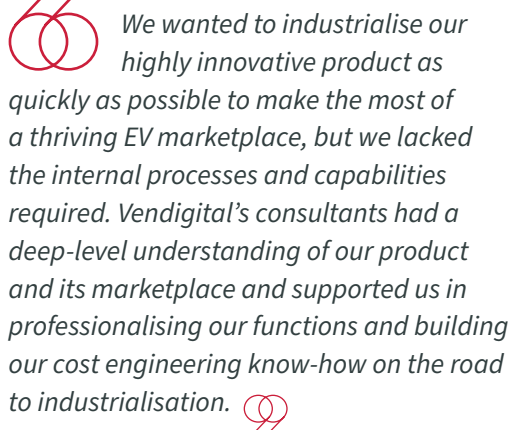 We wanted to industrialise our
highly innovative product as
quickly as possible to make the most of
a thriving EV marketplace, but we lacked
the internal processes and capabilities
required. Vendigital’s consultants had a
deep-level understanding of our product
and its marketplace and supported us in
professionalising our functions and building
our cost engineering know-how on the road
to industrialisation.